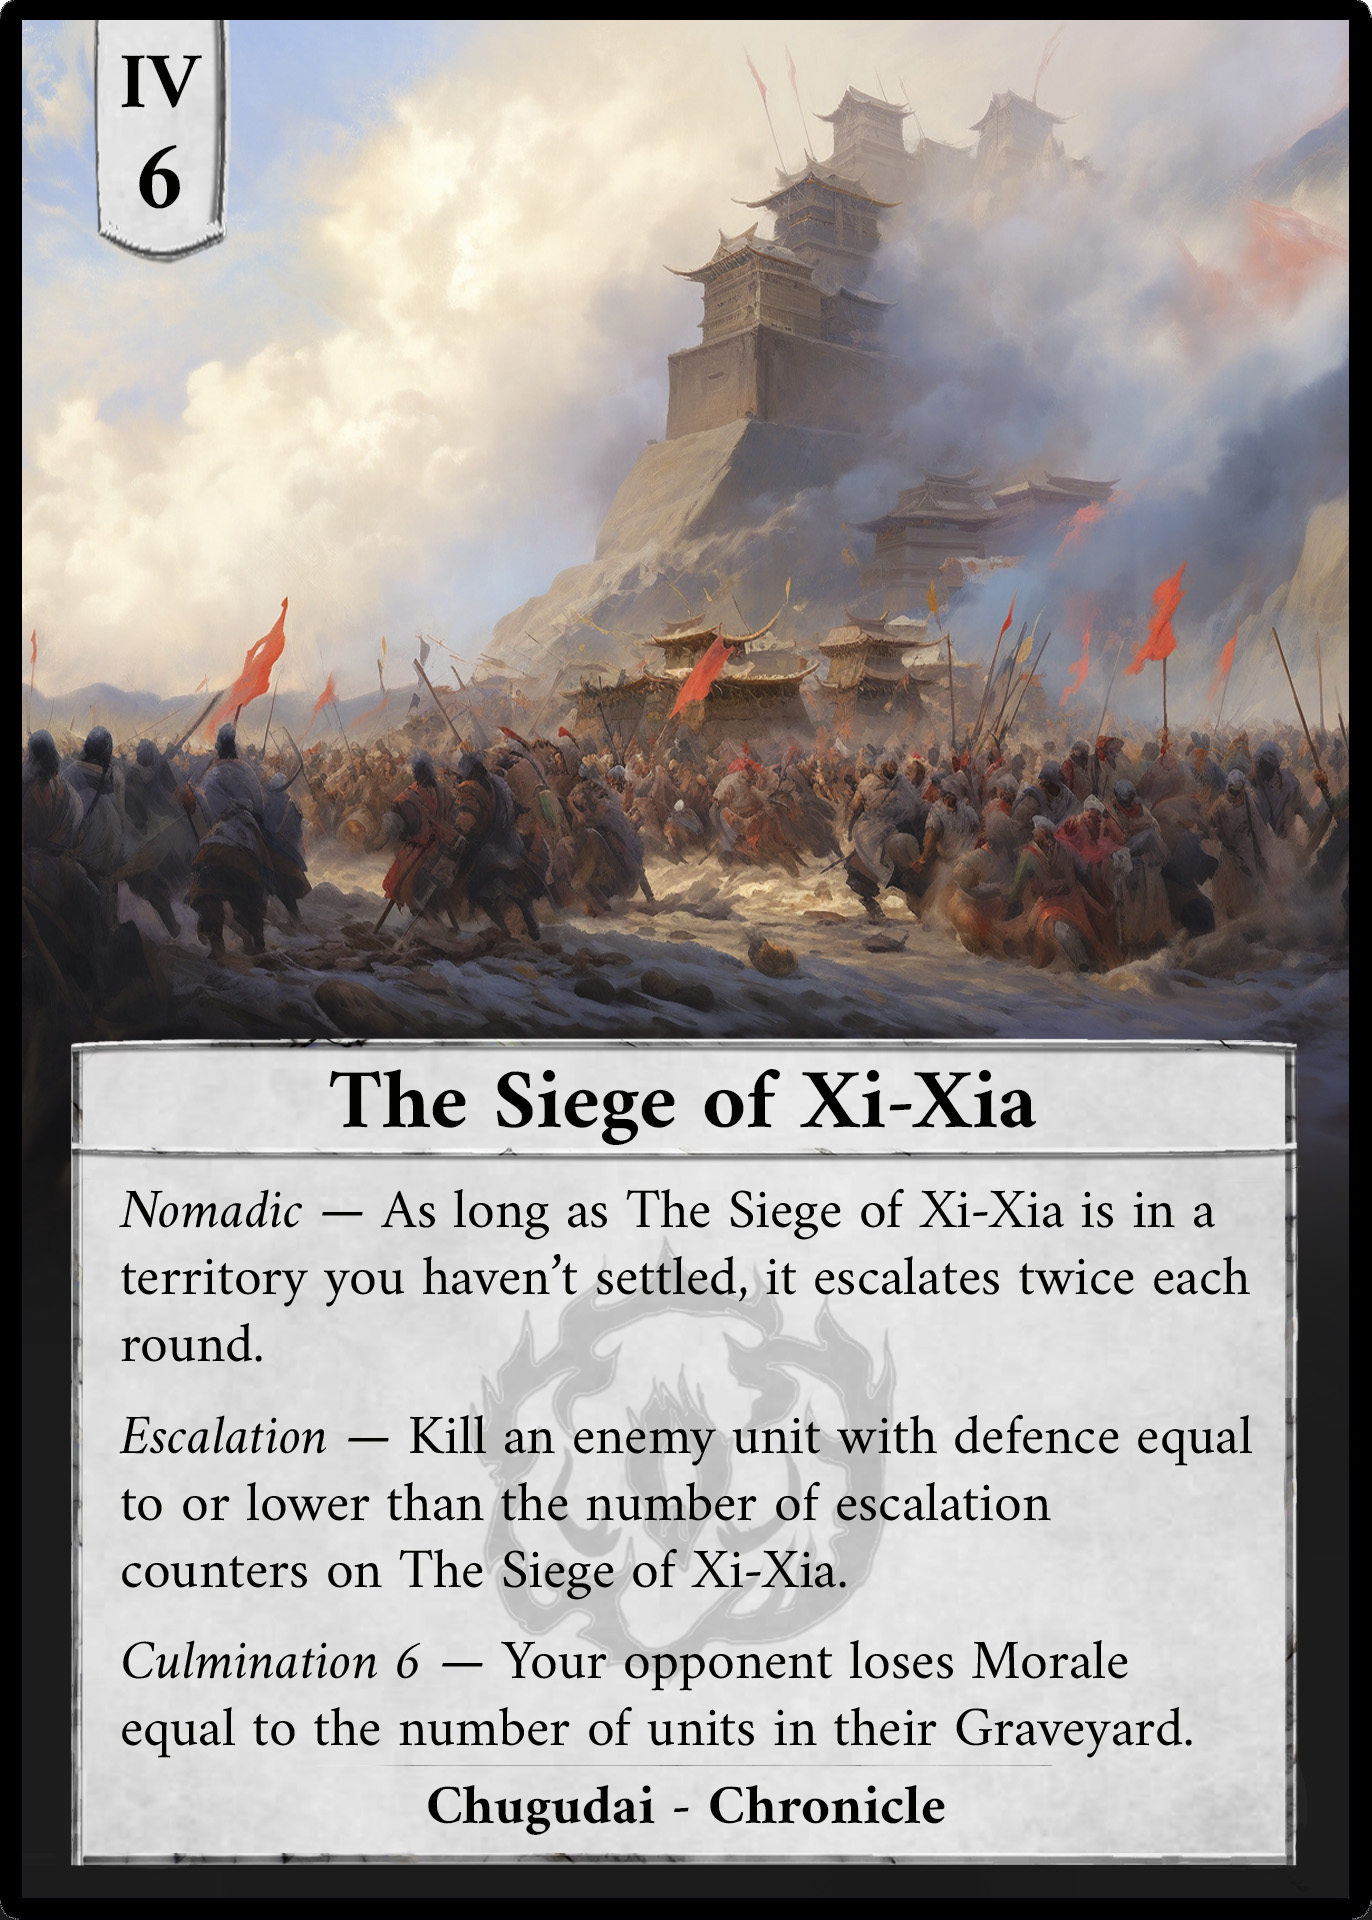 IV
6
The Siege of Xi-Xia
Nomadic — As long as The Siege of Xi-Xia is in a
territory you haven’t settled, it escalates twice each
round.
Escalation — Kill an enemy unit with defence equal
to or lower than the number of escalation
counters on The Siege of Xi-Xia.
Culmination 6 — Your opponent loses Morale
equal to the number of units in their Graveyard.
Chugudai - Chronicle